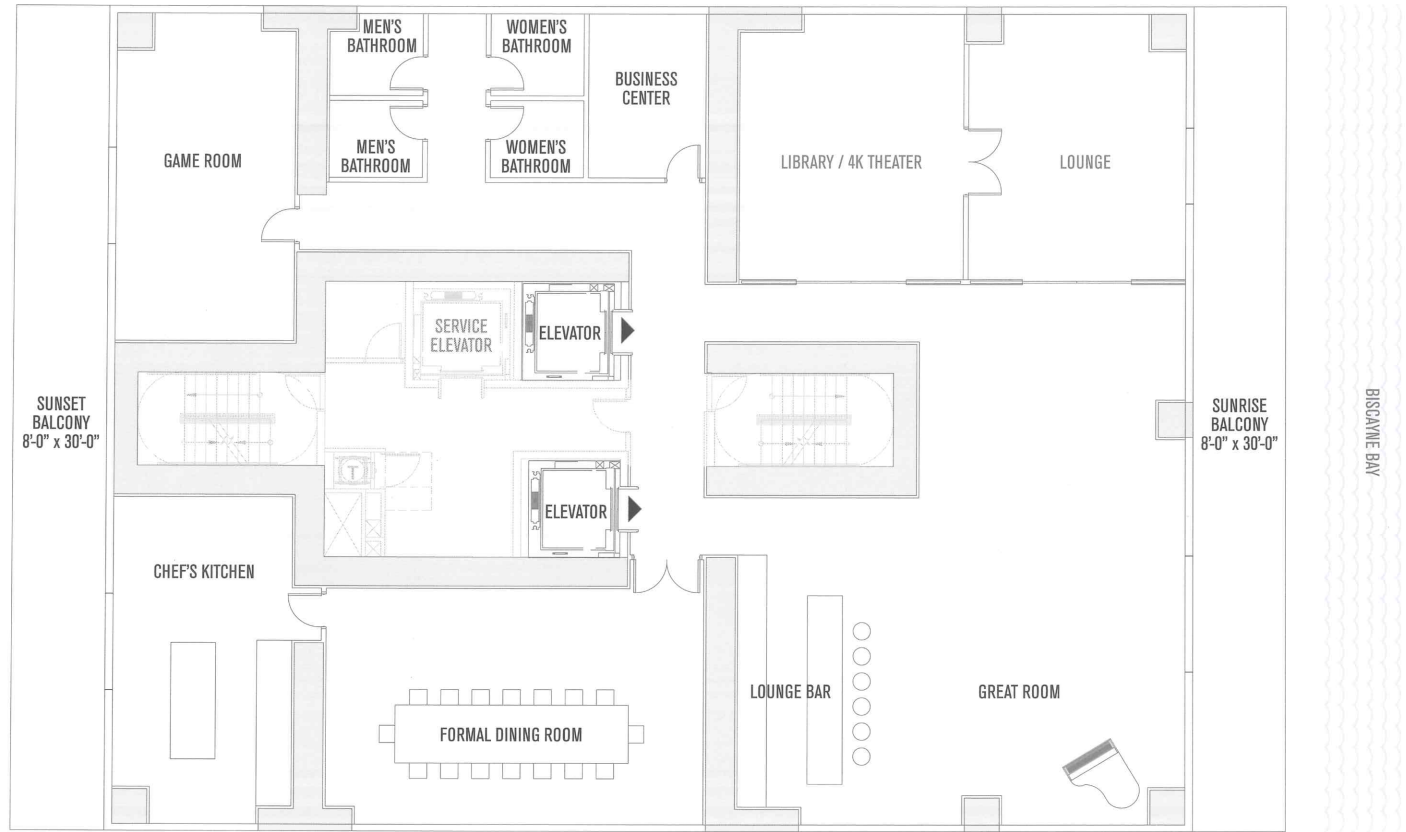 MEN'S
BATHROOM
WOMEN'S
BATHROOM
BUSINESS
CENTER
GAME ROOM
MEN'S
BATHROOM
WOMEN'S
BATHROOM
LIBRARY / 4K THEATER
LOUNGE
SERVICE
ELEVATOR
ELEVATOR
SUNSET
BALCONY
8'-0" x 30'-0"
SUNRISE
BALCONY
8'-0" x 30'-0"
BISCAYNE BAY
T
ELEVATOR
CHEF'S KITCHEN
LOUNGE BAR
GREAT ROOM
FORMAL DINING ROOM